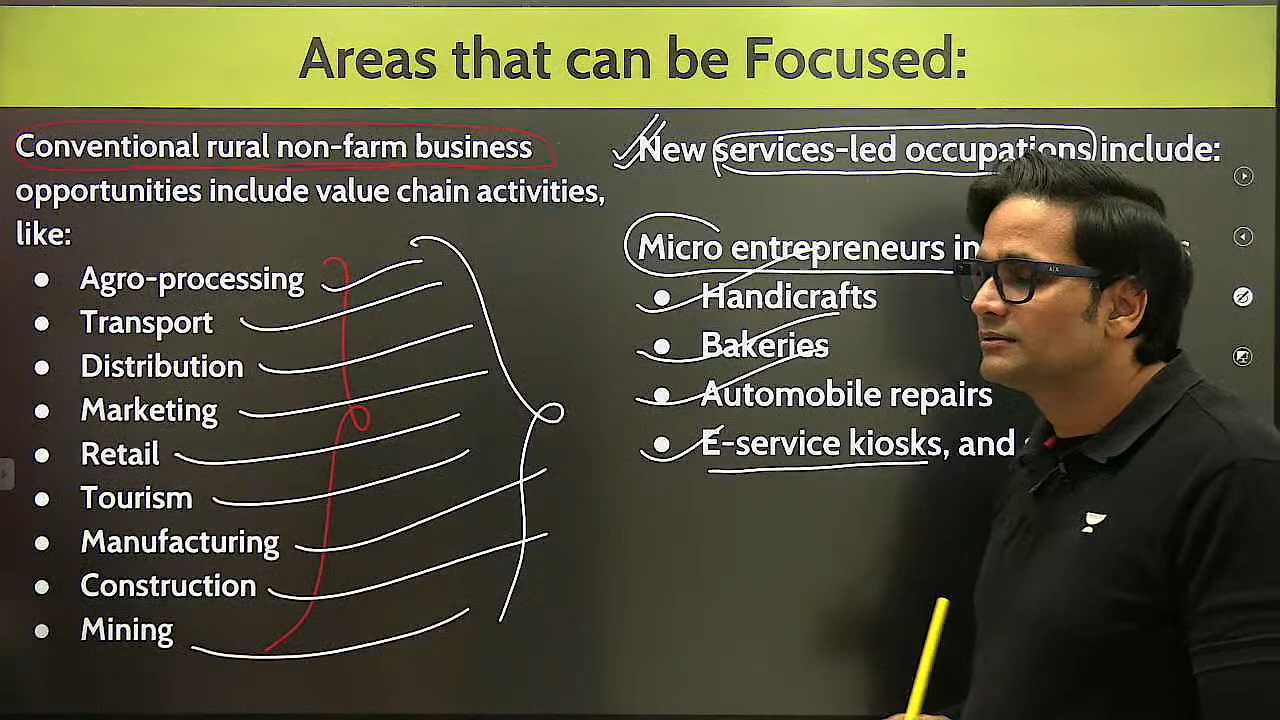 Areas that can be Focused:
Conventional rural non-farm business
opportunities include value chain activities,
like:
● Agro-processing
● Transport
● Distribution
● Marketing
● Retail
● Tourism
● Manufacturing
● Construction
● Mining
New services-led occupations include:
Micro entrepreneurs
● Handicrafts
● Bakeries
● Automobile repairs
● E-service kiosks, and